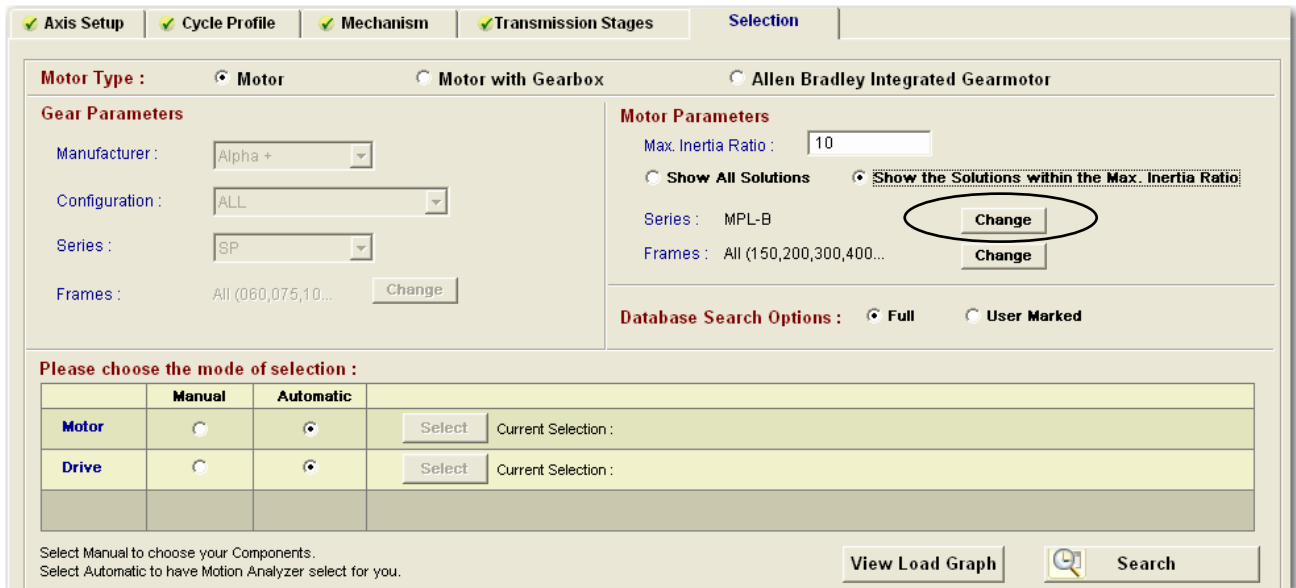 Axis Setup Cycle Profile Mechanism Transmission Stages Selection
Motor Type : Motor Motor with Gearbox Allen Bradley Integrated Gearmotor
Gear Parameters
Manufacturer : Alpha +
Configuration : ALL
Series : SP
Frames : All (060,075,10... Change
Motor Parameters
Max. Inertia Ratio : 10
Show All Solutions Show the Solutions within the Max. Inertia Ratio
Series : MPL-B Change
Frames : All (150,200,300,400... Change
Database Search Options : Full User Marked
Please choose the mode of selection :
Manual Automatic
Motor Select Current Selection :
Drive Select Current Selection :
Select Manual to choose your Components.
Select Automatic to have Motion Analyzer select for you.
View Load Graph Search